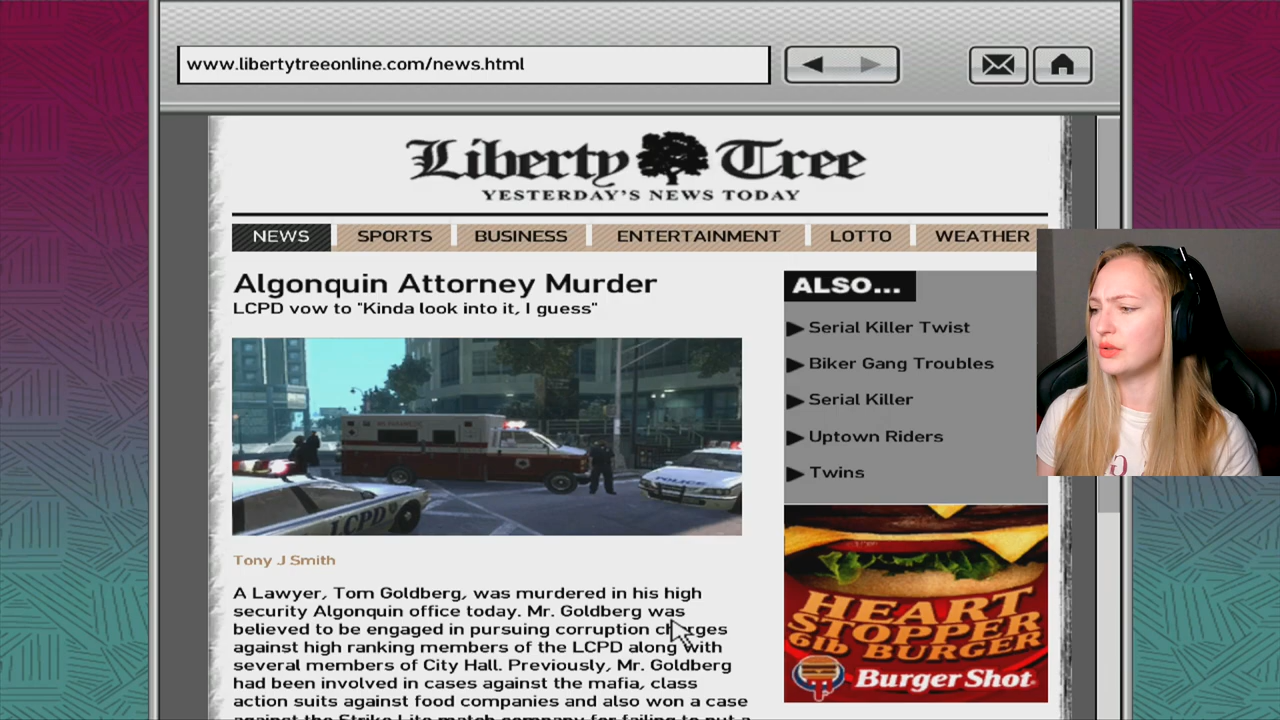 www.libertytreeonline.com/news.html
Liberty Tree
YESTERDAY'S NEWS TODAY
NEWS SPORTS BUSINESS ENTERTAINMENT LOTTO WEATHER
Algonquin Attorney Murder
LCPD vow to "Kinda look into it, I guess"
LCPD
POLICE
Tony J Smith
A Lawyer, Tom Goldberg, was murdered in his high
security Algonquin office today. Mr. Goldberg was
believed to be engaged in pursuing corruption charges
against high ranking members of the LCPD along with
several members of City Hall. Previously, Mr. Goldberg
had been involved in cases against the mafia, class
action suits against food companies and also won a case
against the Strike Lite match company for failing to put a
ALSO...
Serial Killer Twist
Biker Gang Troubles
Serial Killer
Uptown Riders
Twins
HEART
STOPPER
6lb BURGER
Burger Shot